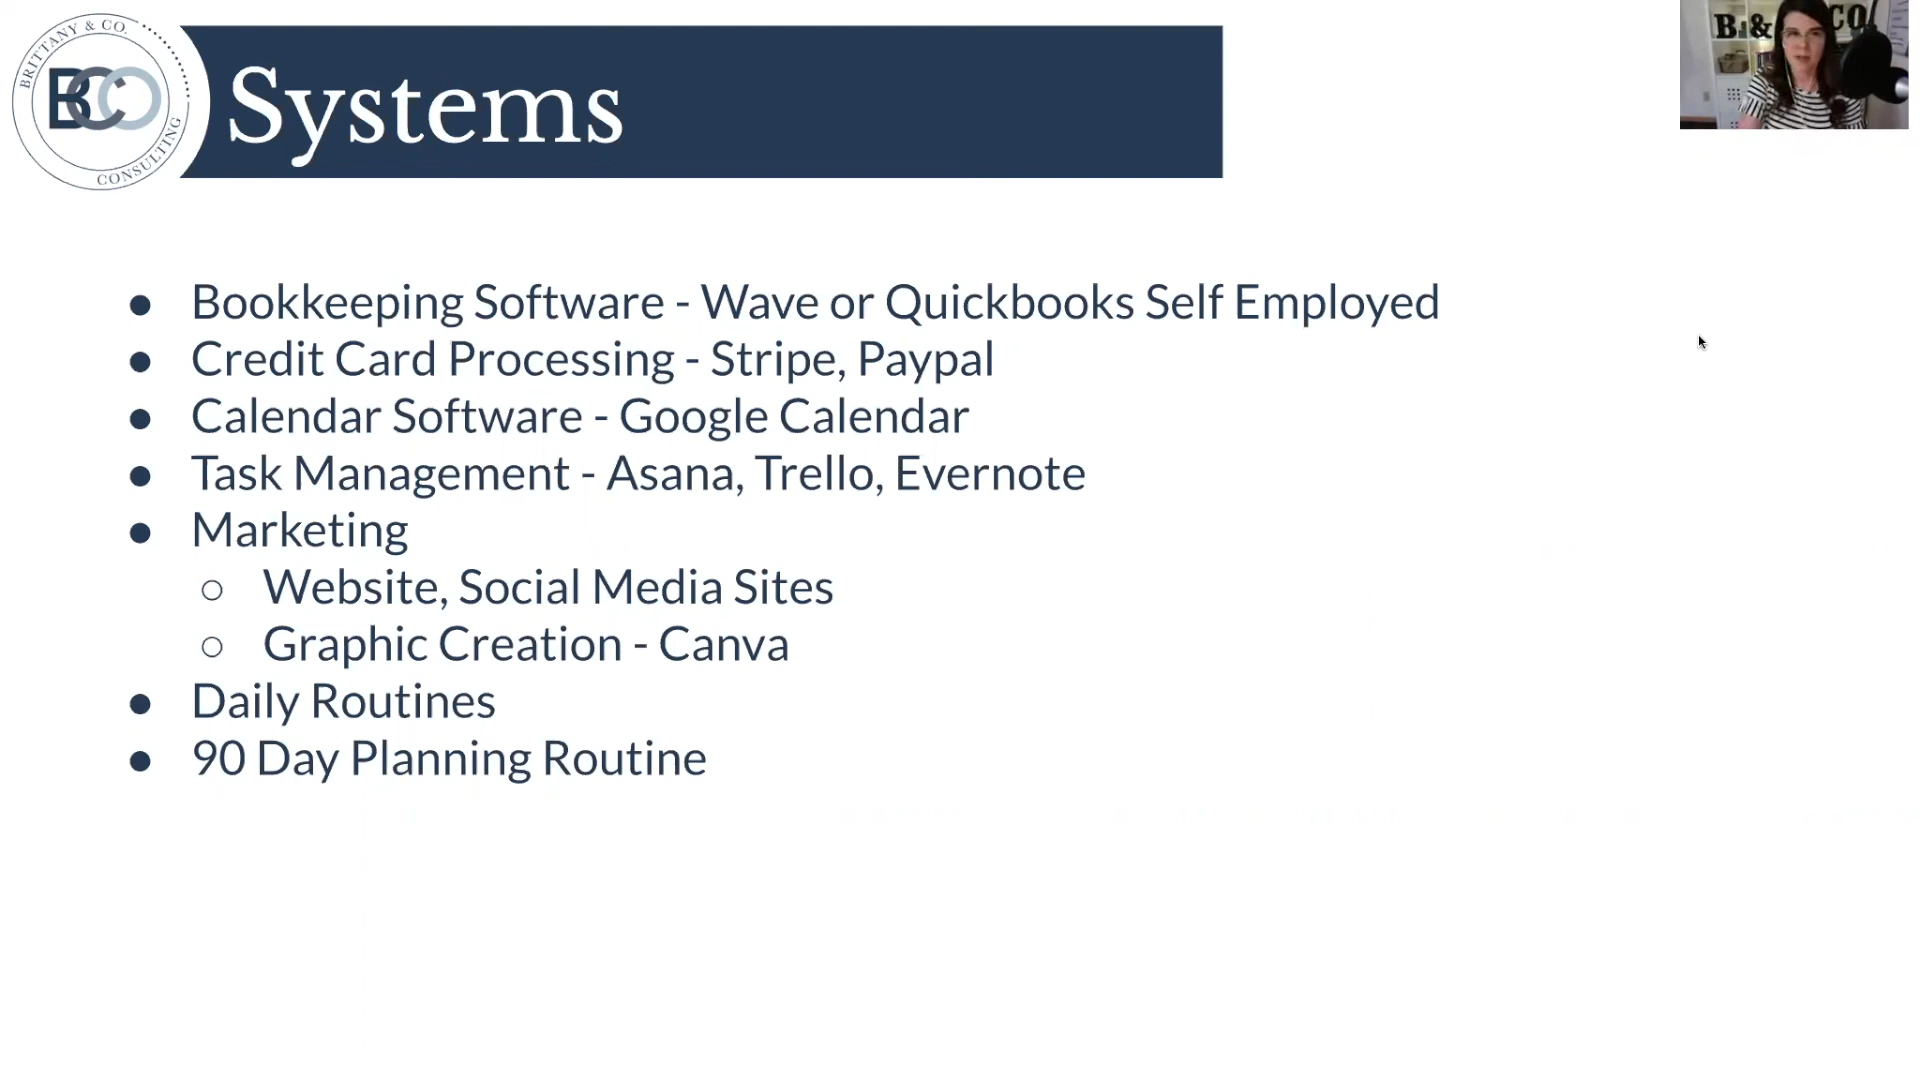 BRITTANY & CO.
BCO
CONSULTING
Systems
B&CO
● Bookkeeping Software - Wave or Quickbooks Self Employed
● Credit Card Processing - Stripe, Paypal
● Calendar Software - Google Calendar
● Task Management - Asana, Trello, Evernote
● Marketing
○ Website, Social Media Sites
○ Graphic Creation - Canva
● Daily Routines
● 90 Day Planning Routine